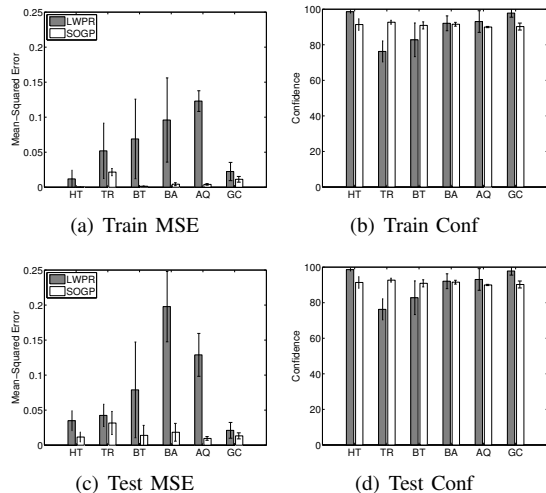 0.25
0.2
0.15
0.1
0.05
0
Mean−Squared Error
LWPR
SOGP
HT TR BT BA AQ GC
(a) Train MSE
100
80
60
40
20
0
Confidence
HT TR BT BA AQ GC
(b) Train Conf
0.25
0.2
0.15
0.1
0.05
0
Mean−Squared Error
LWPR
SOGP
HT TR BT BA AQ GC
(c) Test MSE
100
80
60
40
20
0
Confidence
HT TR BT BA AQ GC
(d) Test Conf